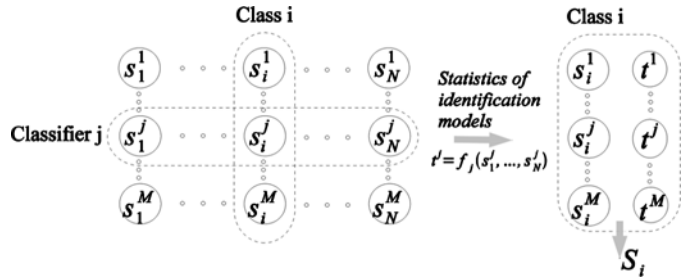 Class i
Class i
s_1^1 s_i^1 s_N^1
s_i^1 t^1
Statistics of
identification
models
Classifier j
s_1^j s_i^j s_N^j
t^j = f_J(s_1^j, ..., s_N^j)
s_i^j t^j
s_1^M s_i^M s_N^M
s_i^M t^M
S_i